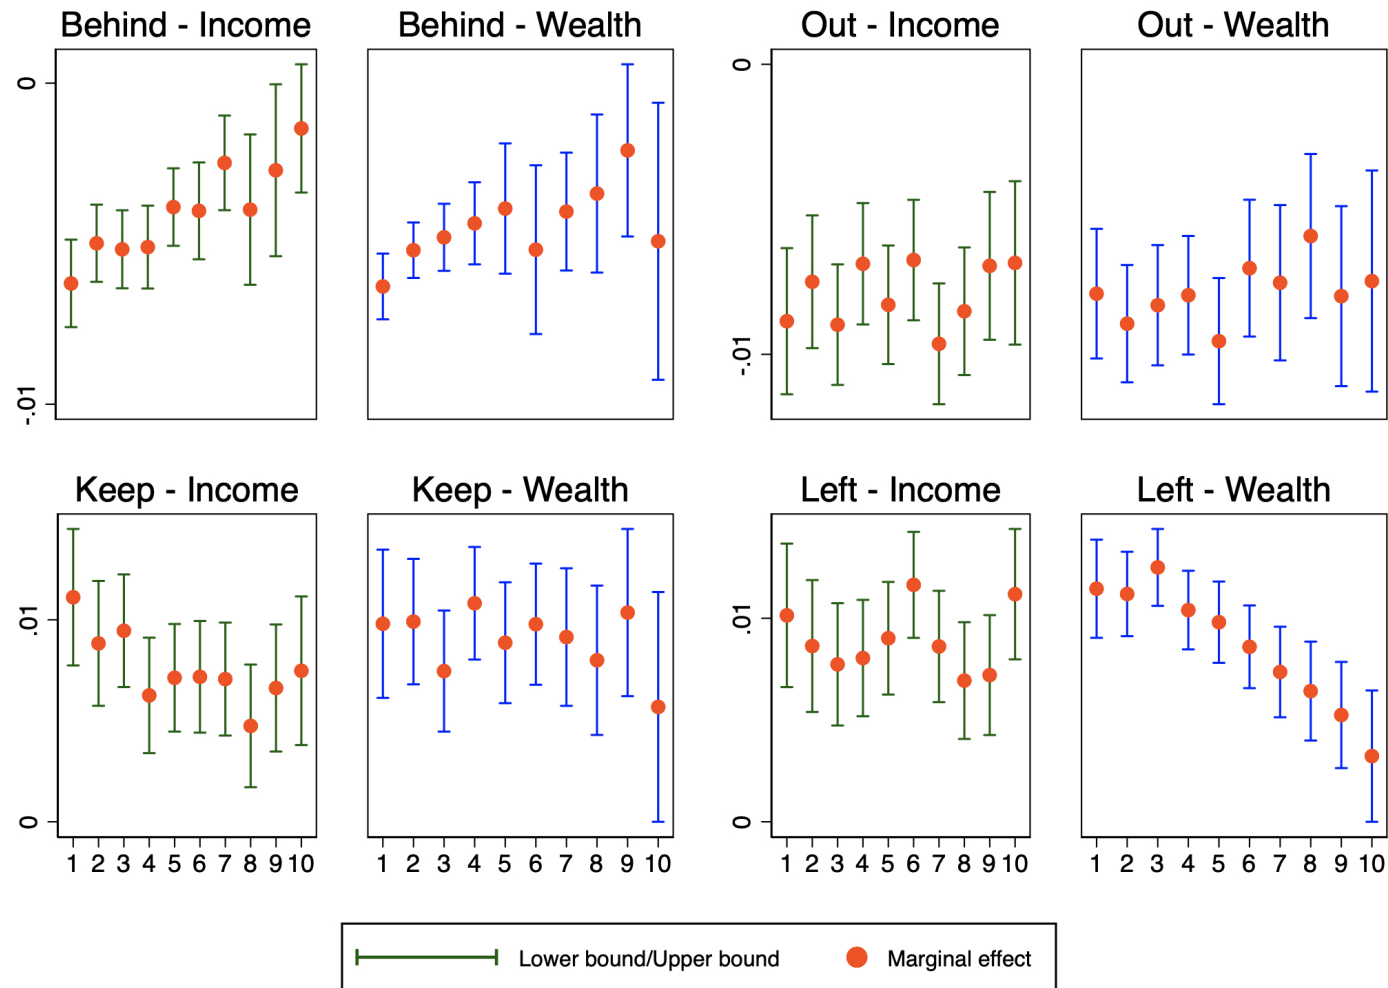 Behind - Income
Behind - Wealth
Out - Income
Out - Wealth
0
-.01
0
-.01
Keep - Income
Keep - Wealth
Left - Income
Left - Wealth
.01
0
.01
0
1 2 3 4 5 6 7 8 9 10
1 2 3 4 5 6 7 8 9 10
1 2 3 4 5 6 7 8 9 10
1 2 3 4 5 6 7 8 9 10
Lower bound/Upper bound
Marginal effect